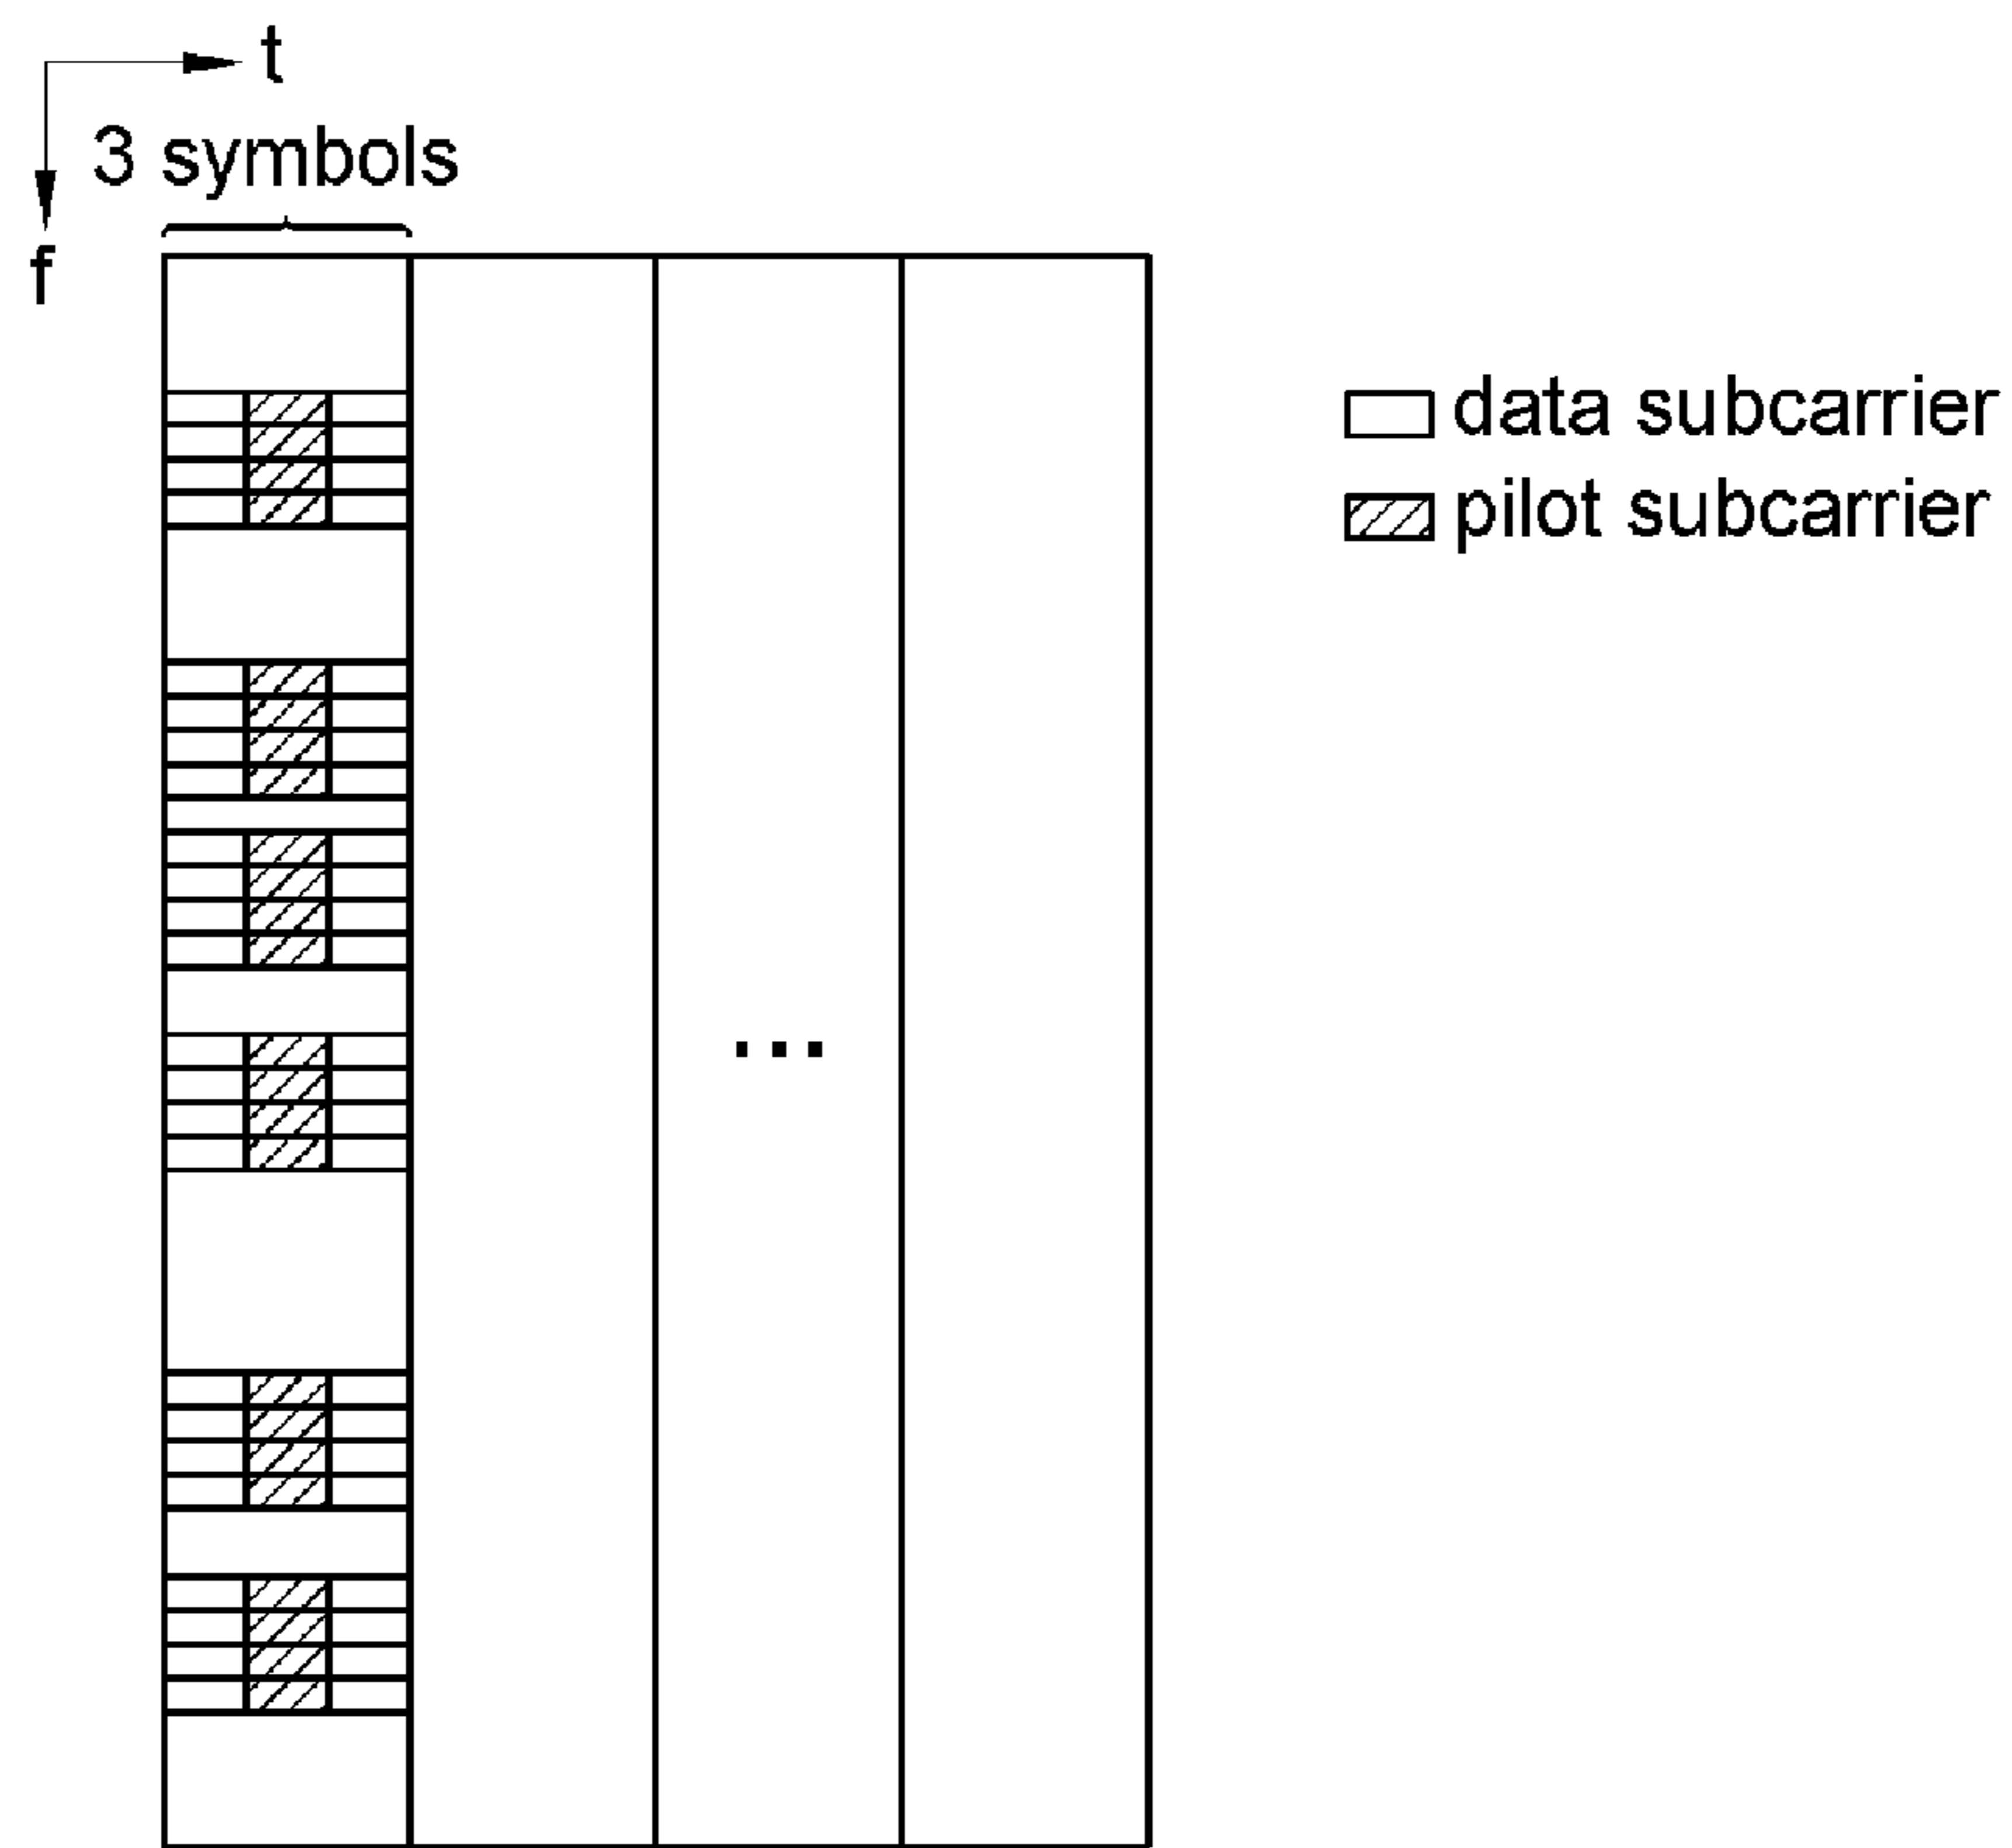 t
3 symbols
f
data subcarrier
pilot subcarrier
...